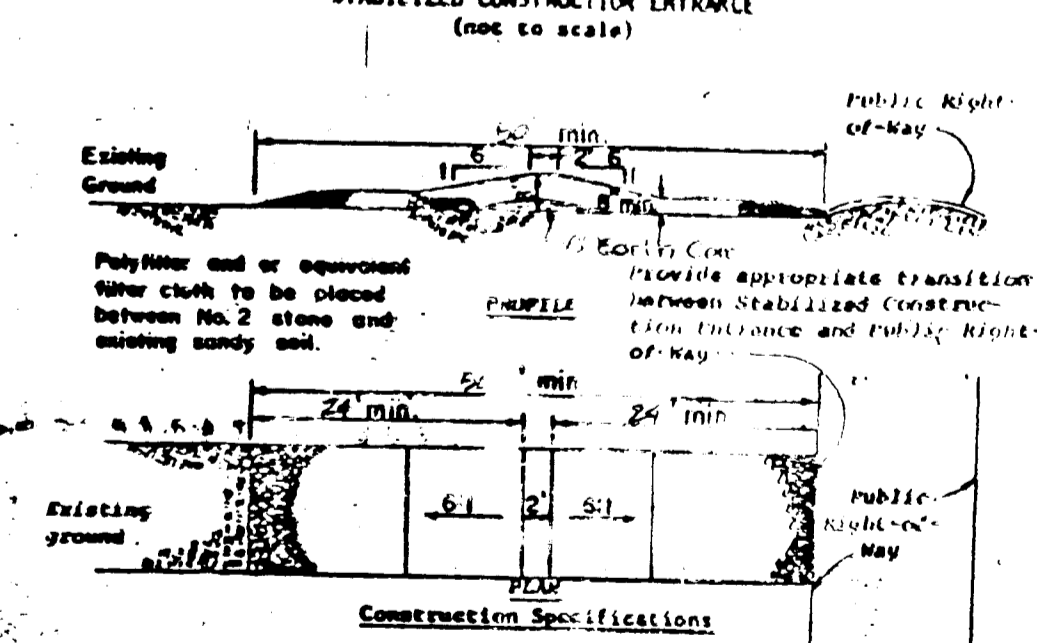 STABILIZED CONSTRUCTION ENTRANCE
(not to scale)
Public Right-
of-Way
50' min.
Existing
Ground
6 2' 6
1 1
8" min.
Polyfilter and or equivalent
filter cloth to be placed
between No. 2 stone and
existing sandy soil.
PROFILE
Provide appropriate transition
between Stabilized Construc-
tion Entrance and Public Right-
of-Way
' min
24' min. 24' min
Existing
ground
6:1 2' 6:1
Public
Right-of-
Way
PLAN
Construction Specifications